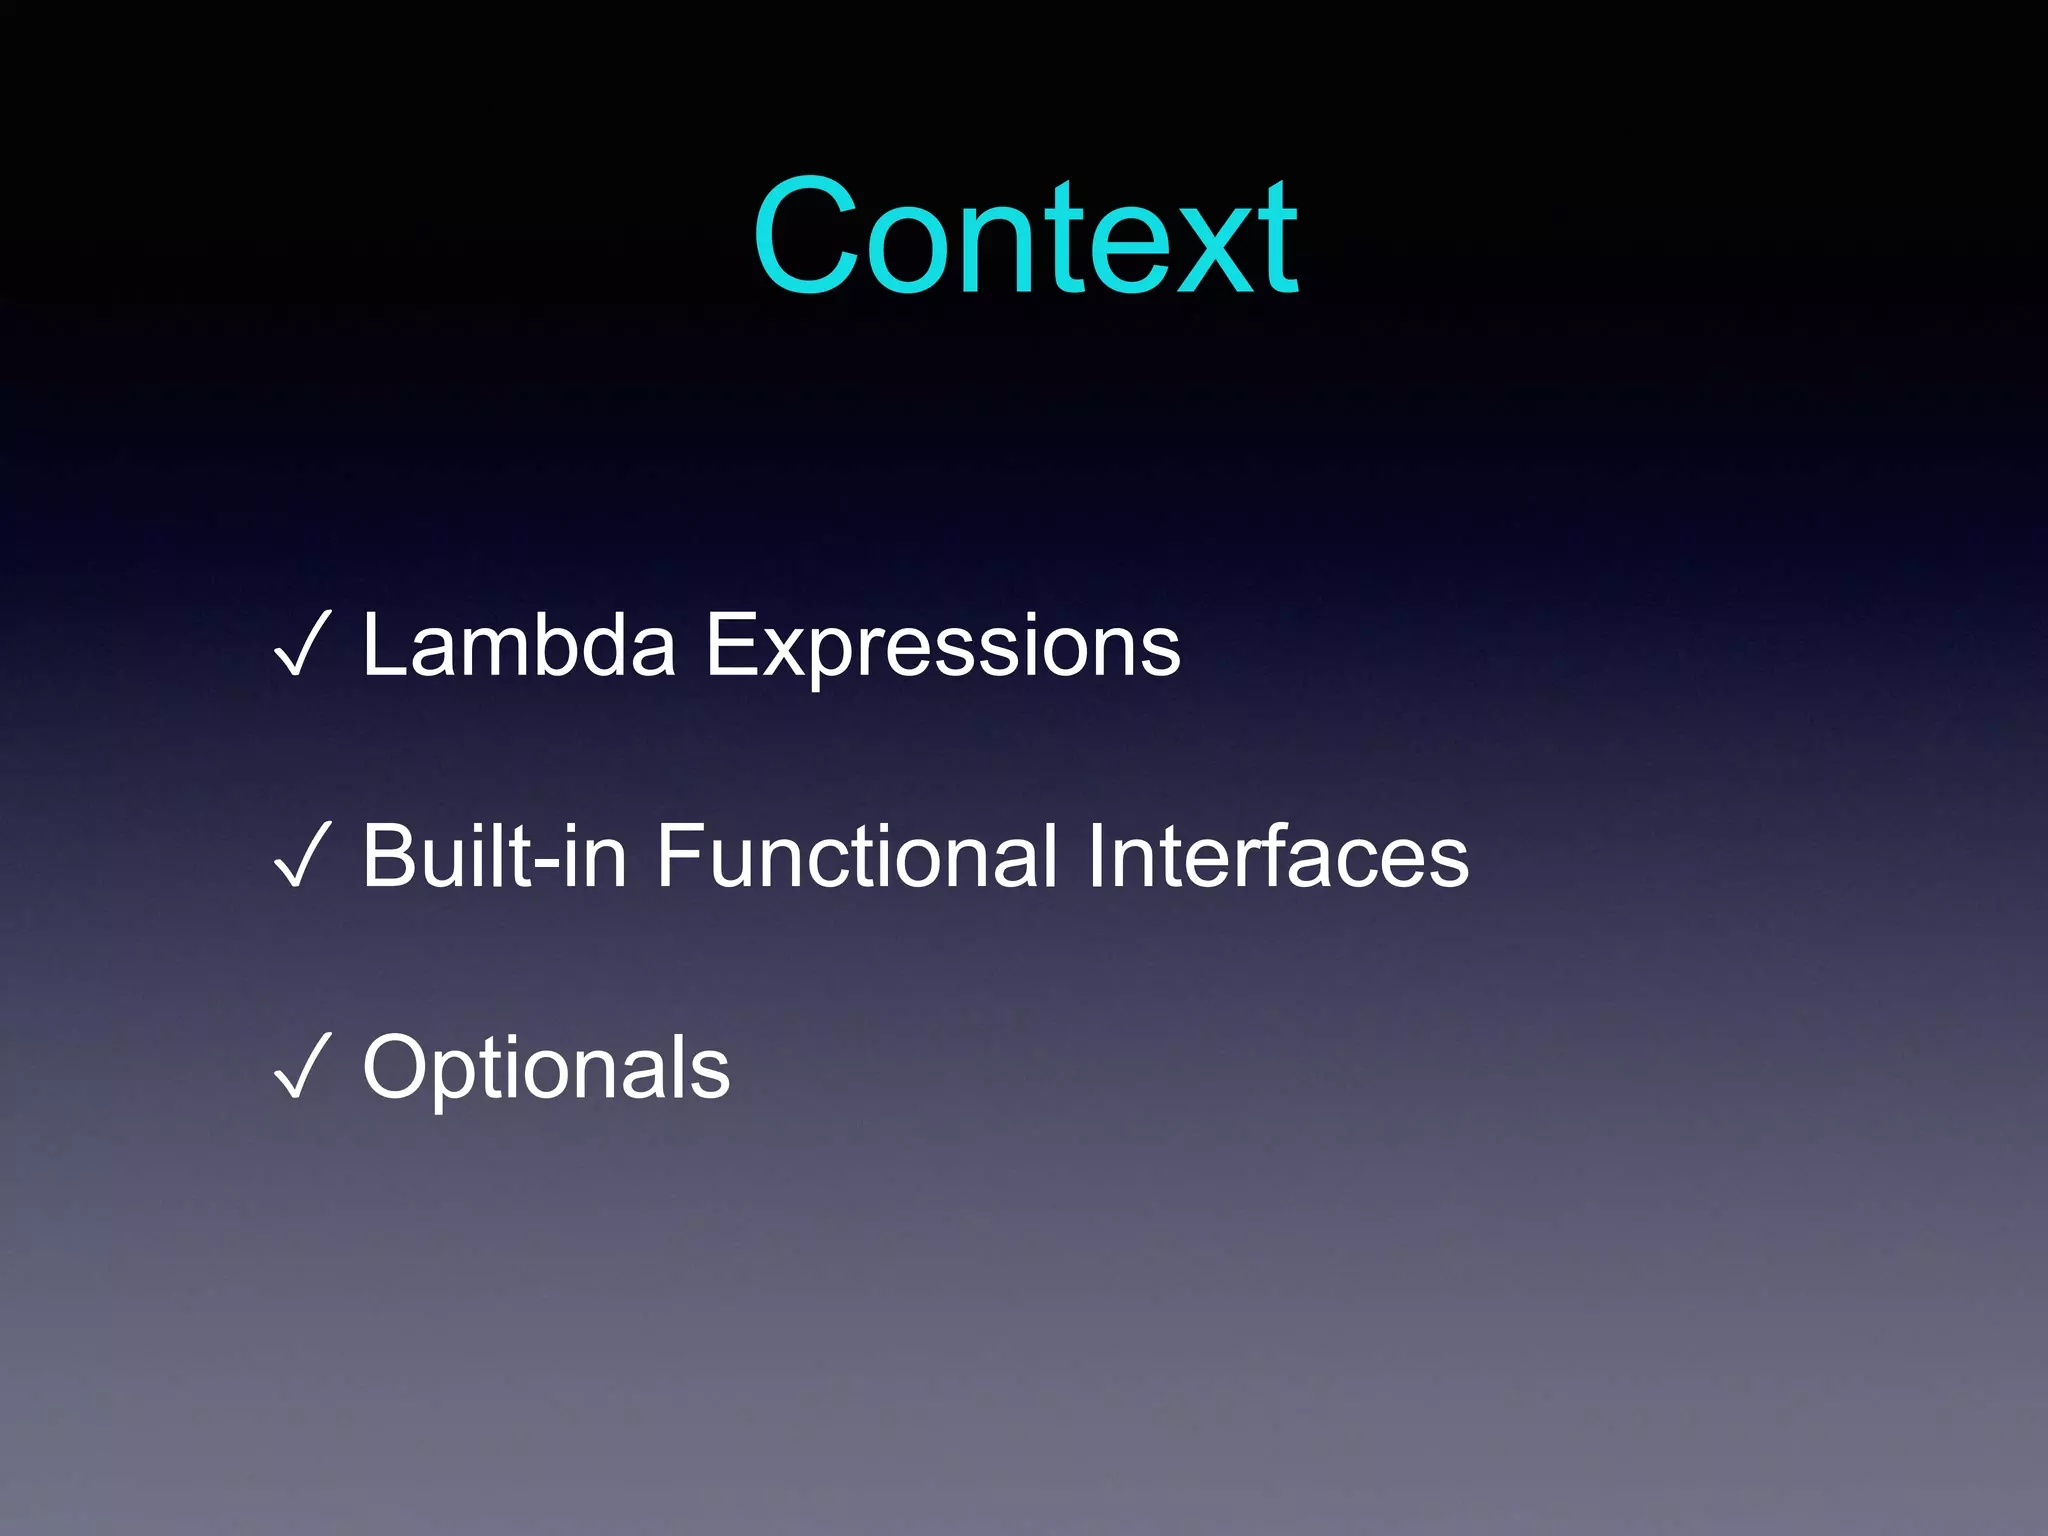 Context
✓ Lambda Expressions
✓ Built-in Functional Interfaces
✓ Optionals